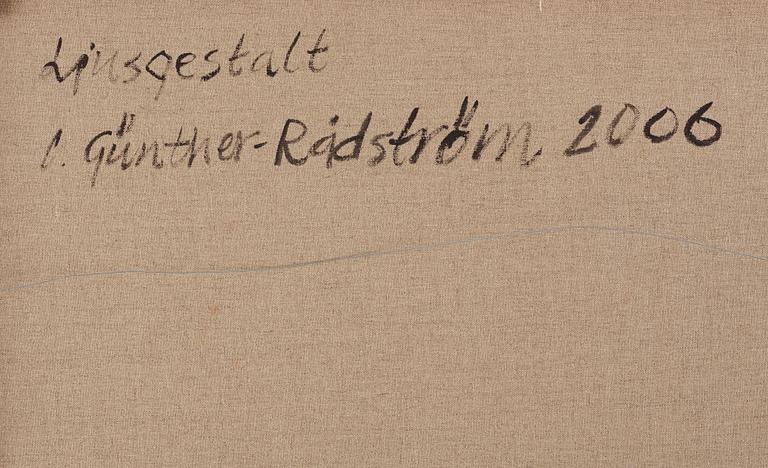 Ljusgestalt
l. Günther-Rådström 2006